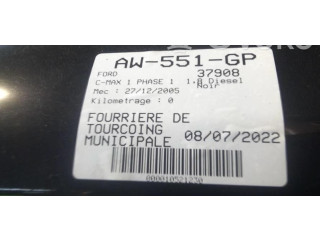 AW-551-GP
FORD 37908
C-MAX 1 PHASE 1 1.8 Diesel
Mec : 27/12/2005 Noir
Kilometrage : 0
FOURRIERE DE
TOURCOING
MUNICIPALE 08/07/2022